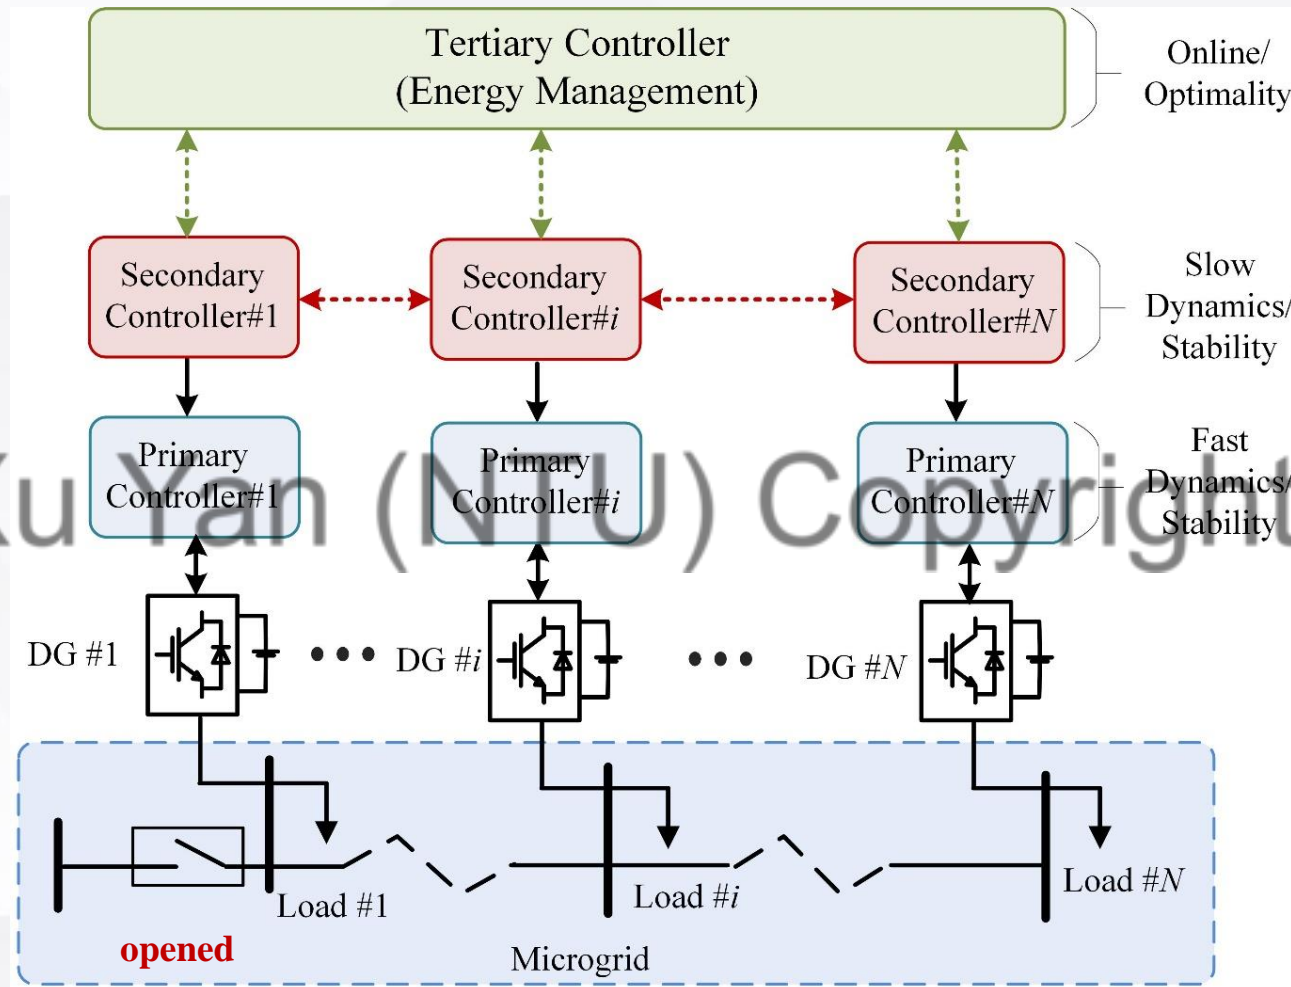 Tertiary Controller
(Energy Management)
Online/
Optimality
Secondary
Controller#1
Secondary
Controller#i
Secondary
Controller#N
Slow
Dynamics/
Stability
Primary
Controller#1
Primary
Controller#i
Primary
Controller#N
Fast
Dynamics/
Stability
Xu Yan (NTU) Copyright
DG #1
DG #i
DG #N
Load #1
Load #i
Load #N
opened
Microgrid